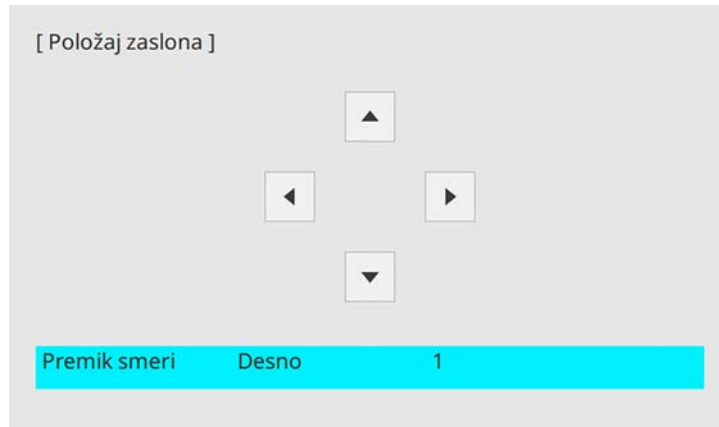 [ Položaj zaslona ]
Premik smeri Desno 1